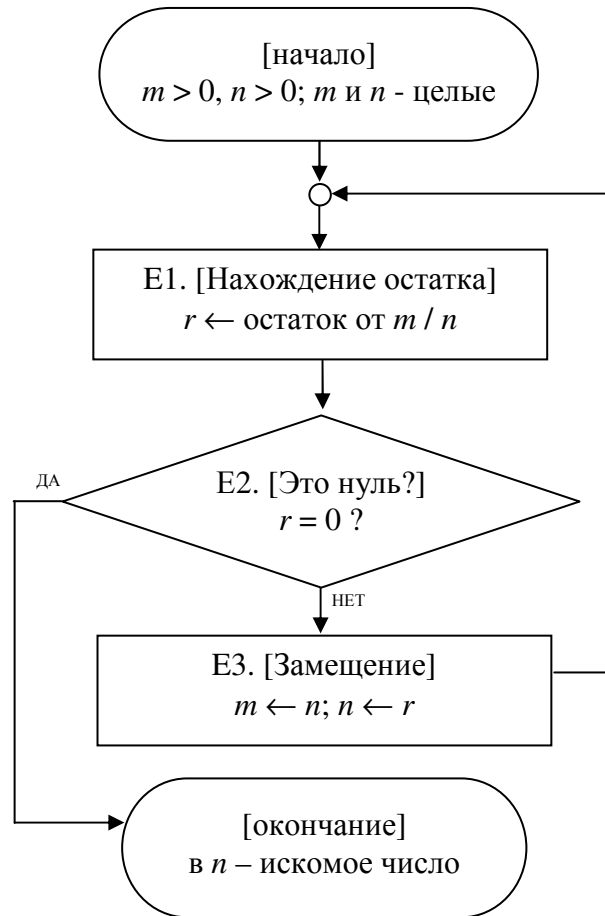 [начало]
m > 0, n > 0; m и n - целые
E1. [Нахождение остатка]
r ← остаток от m / n
ДА
E2. [Это нуль?]
r = 0 ?
НЕТ
E3. [Замещение]
m ← n; n ← r
[окончание]
в n – искомое число